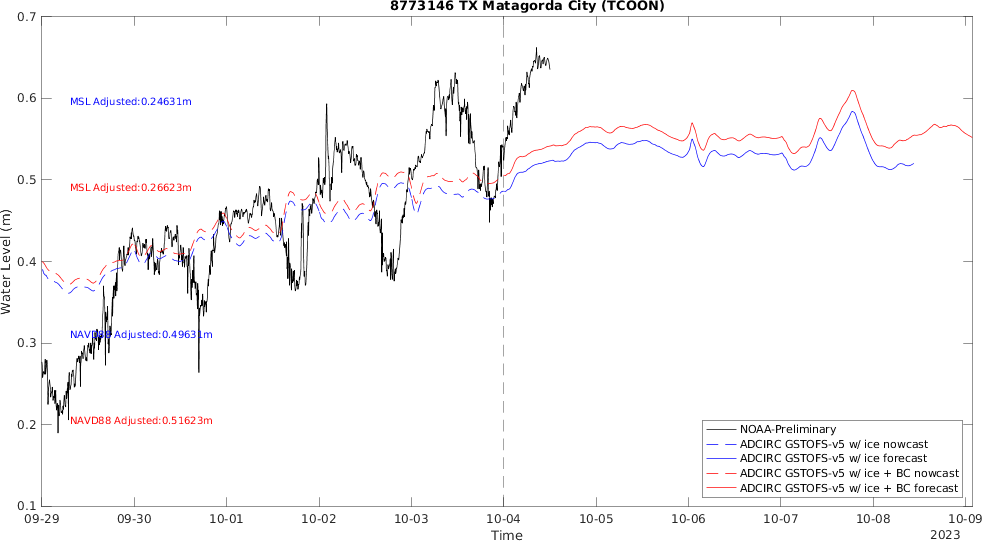 8773146 TX Matagorda City (TCOON)
0.7
0.6
0.5
0.4
0.3
0.2
0.1
Water Level (m)
MSL Adjusted:0.24631m
MSL Adjusted:0.26623m
NAVD88 Adjusted:0.49631m
NAVD88 Adjusted:0.51623m
NOAA-Preliminary
ADCIRC GSTOFS-v5 w/ ice nowcast
ADCIRC GSTOFS-v5 w/ ice forecast
ADCIRC GSTOFS-v5 w/ ice + BC nowcast
ADCIRC GSTOFS-v5 w/ ice + BC forecast
09-29 09-30 10-01 10-02 10-03 10-04 10-05 10-06 10-07 10-08 10-09
Time
2023